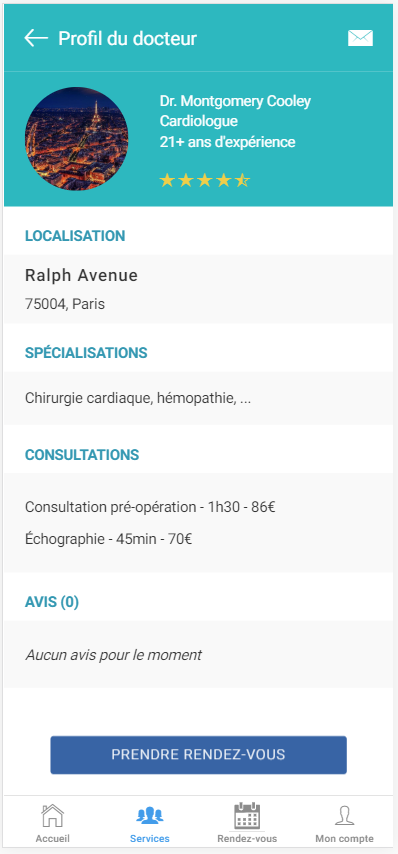 Profil du docteur
Dr. Montgomery Cooley
Cardiologue
21+ ans d'expérience
LOCALISATION
Ralph Avenue
75004, Paris
SPÉCIALISATIONS
Chirurgie cardiaque, hémopathie, ...
CONSULTATIONS
Consultation pré-opération - 1h30 - 86€
Échographie - 45min - 70€
AVIS (0)
Aucun avis pour le moment
PRENDRE RENDEZ-VOUS
Accueil Services Rendez-vous Mon compte